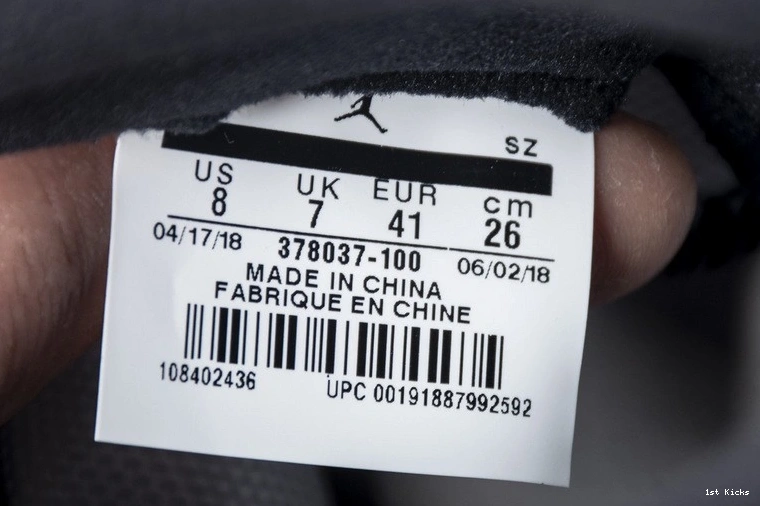 sz
US UK EUR cm
8 7 41 26
04/17/18 378037-100 06/02/18
MADE IN CHINA
FABRIQUE EN CHINE
108402436 UPC 00191887992592
1st Kicks